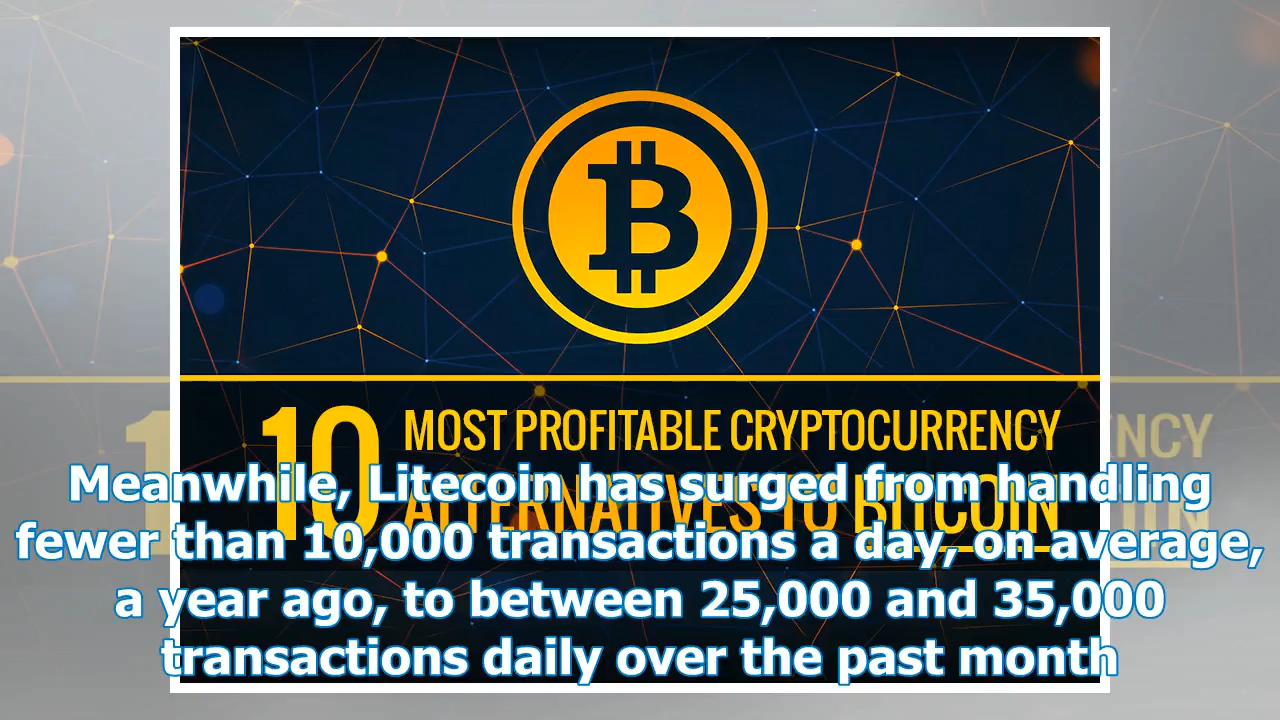 10
MOST PROFITABLE CRYPTOCURRENCY
ALTERNATIVES TO BITCOIN
Meanwhile, Litecoin has surged from handling
fewer than 10,000 transactions a day, on average,
a year ago, to between 25,000 and 35,000
transactions daily over the past month